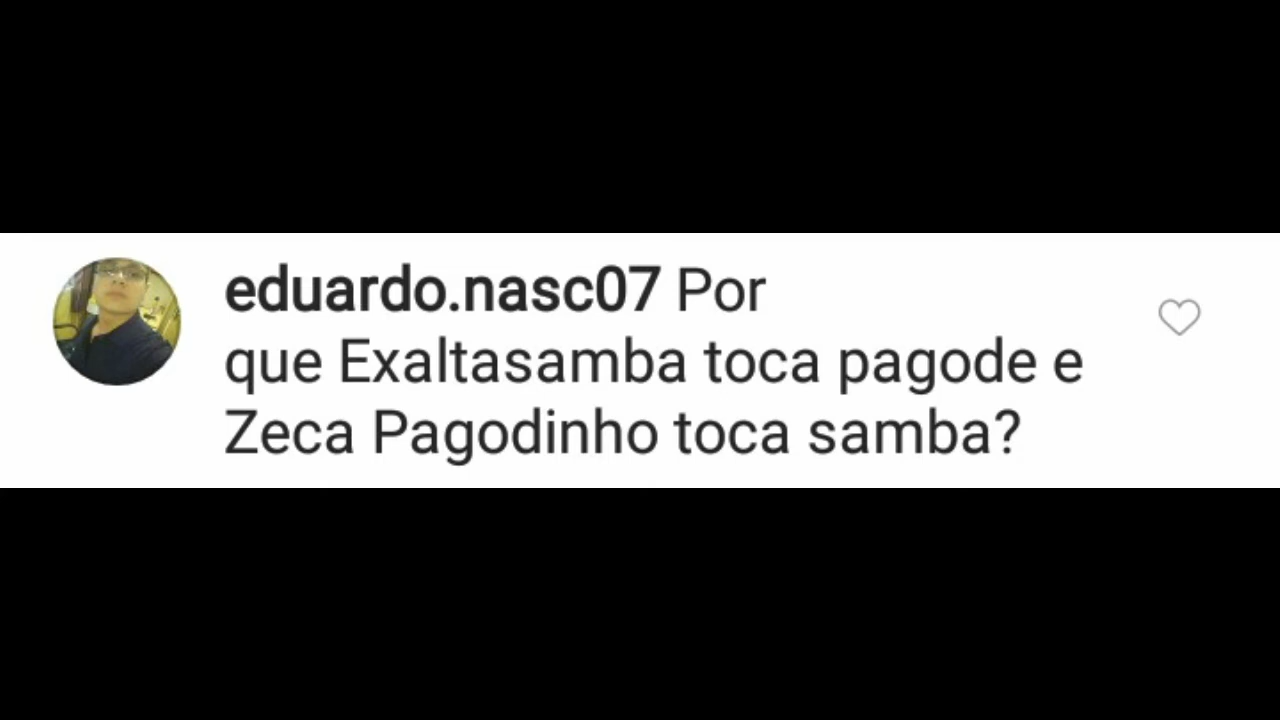 eduardo.nasc07 Por
que Exaltasamba toca pagode e
Zeca Pagodinho toca samba?